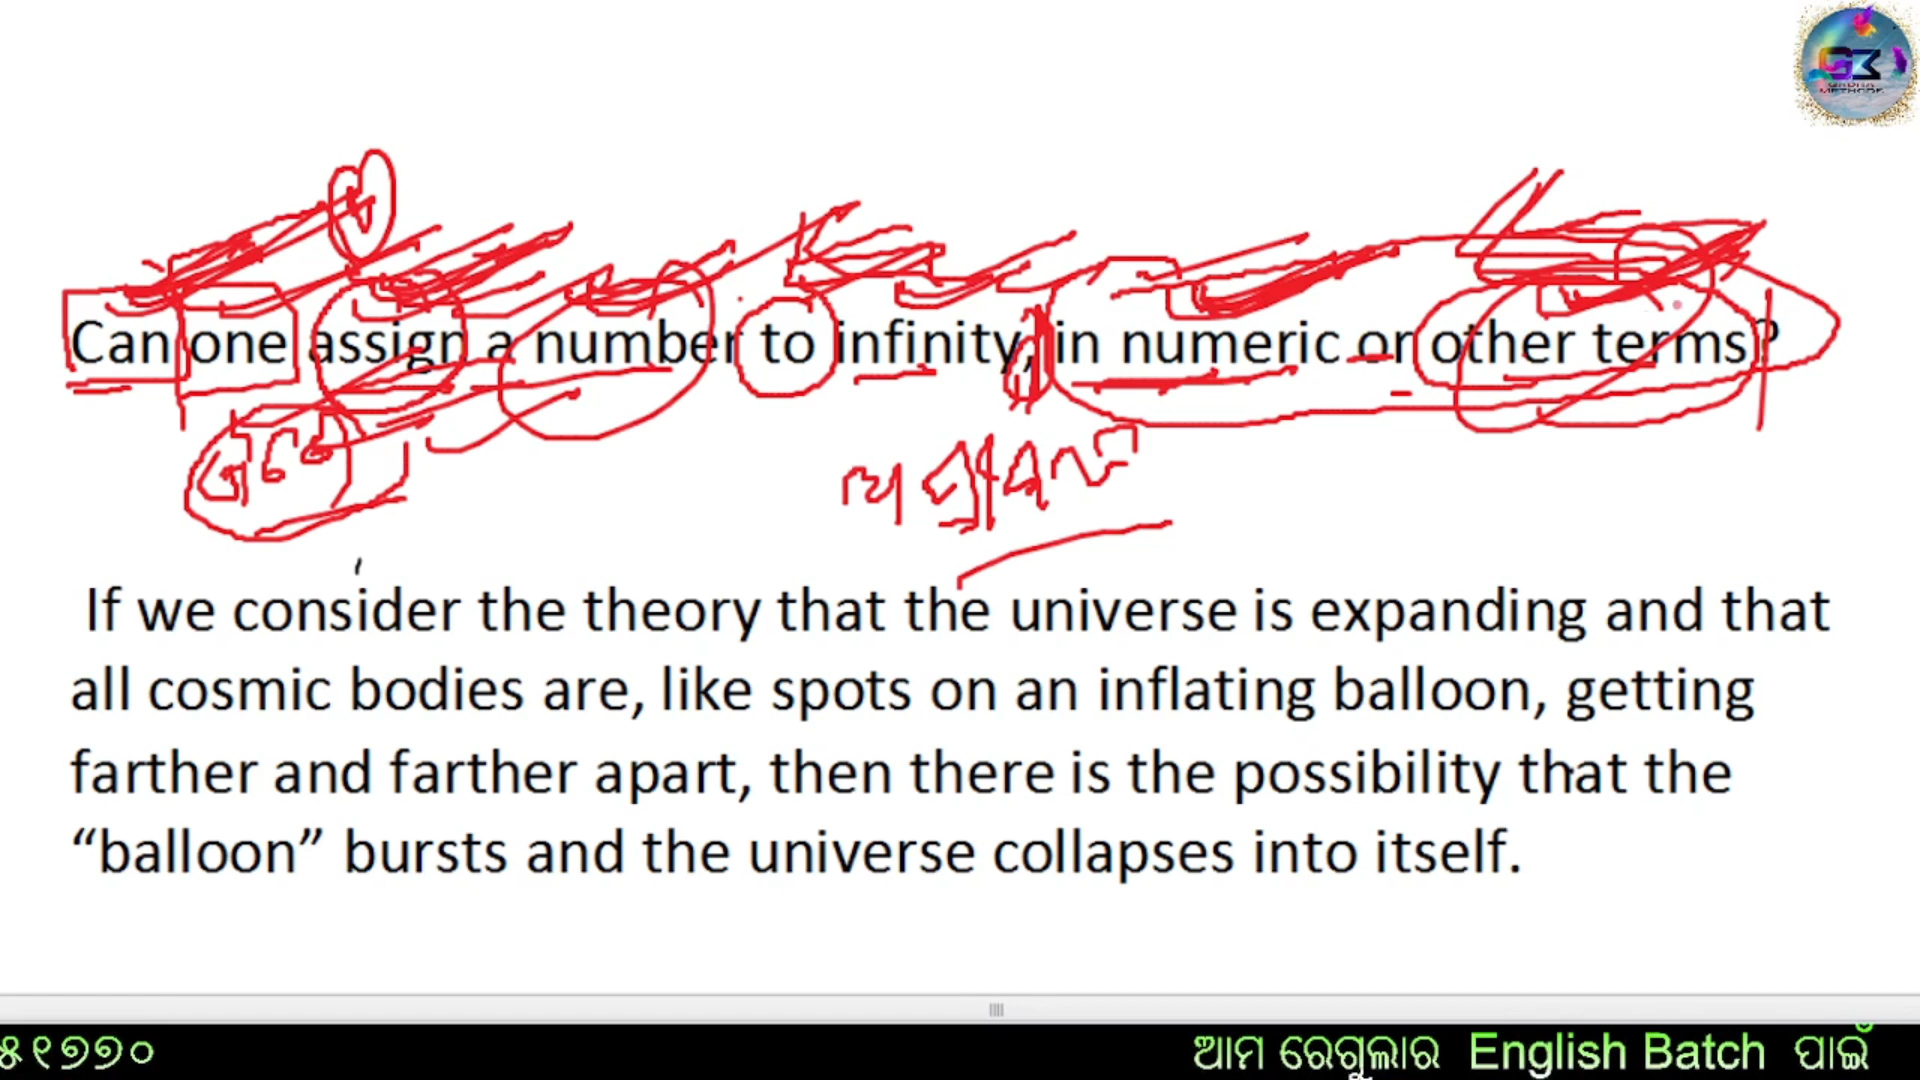 Can one assign a number to infinity, in numeric or other terms?
If we consider the theory that the universe is expanding and that
all cosmic bodies are, like spots on an inflating balloon, getting
farther and farther apart, then there is the possibility that the
“balloon” bursts and the universe collapses into itself.
୧୭୭୦
ଆମ ରେଗୁଲାର English Batch ପାଇଁ